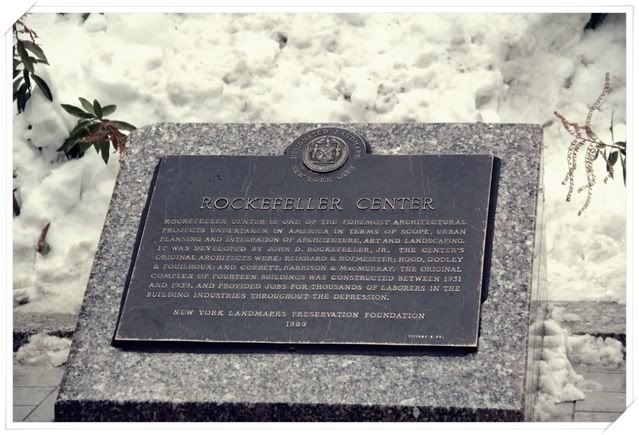 DESIGNATED LANDMARK
NEW YORK CITY
ROCKEFELLER CENTER
ROCKEFELLER CENTER IS ONE OF THE FOREMOST ARCHITECTURAL
PROJECTS UNDERTAKEN IN AMERICA IN TERMS OF SCOPE, URBAN
PLANNING AND INTEGRATION OF ARCHITECTURE, ART AND LANDSCAPING.
IT WAS DEVELOPED BY JOHN D. ROCKEFELLER, JR. THE CENTER'S
ORIGINAL ARCHITECTS WERE: REINHARD & HOFMEISTER; HOOD, GODLEY
& FOUILHOUX; AND CORBETT, HARRISON & MACMURRAY. THE ORIGINAL
COMPLEX OF FOURTEEN BUILDINGS WAS CONSTRUCTED BETWEEN 1931
AND 1939, AND PROVIDED JOBS FOR THOUSANDS OF LABORERS IN THE
BUILDING INDUSTRIES THROUGHOUT THE DEPRESSION.
NEW YORK LANDMARKS PRESERVATION FOUNDATION
1989
TIFFANY & CO.